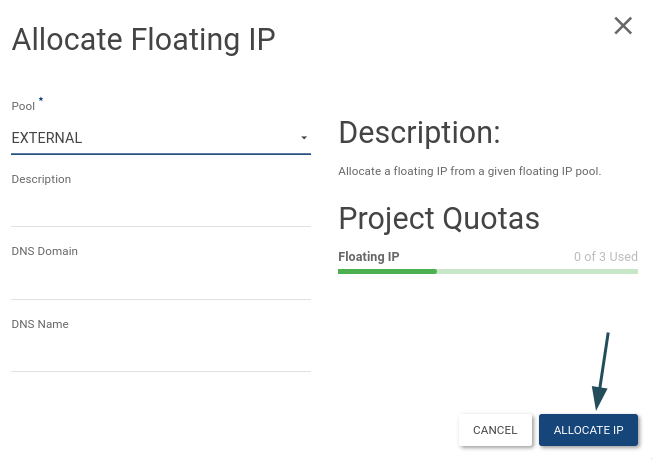 Allocate Floating IP
Pool *
EXTERNAL
Description
DNS Domain
DNS Name
Description:
Allocate a floating IP from a given floating IP pool.
Project Quotas
Floating IP 0 of 3 Used
CANCEL ALLOCATE IP